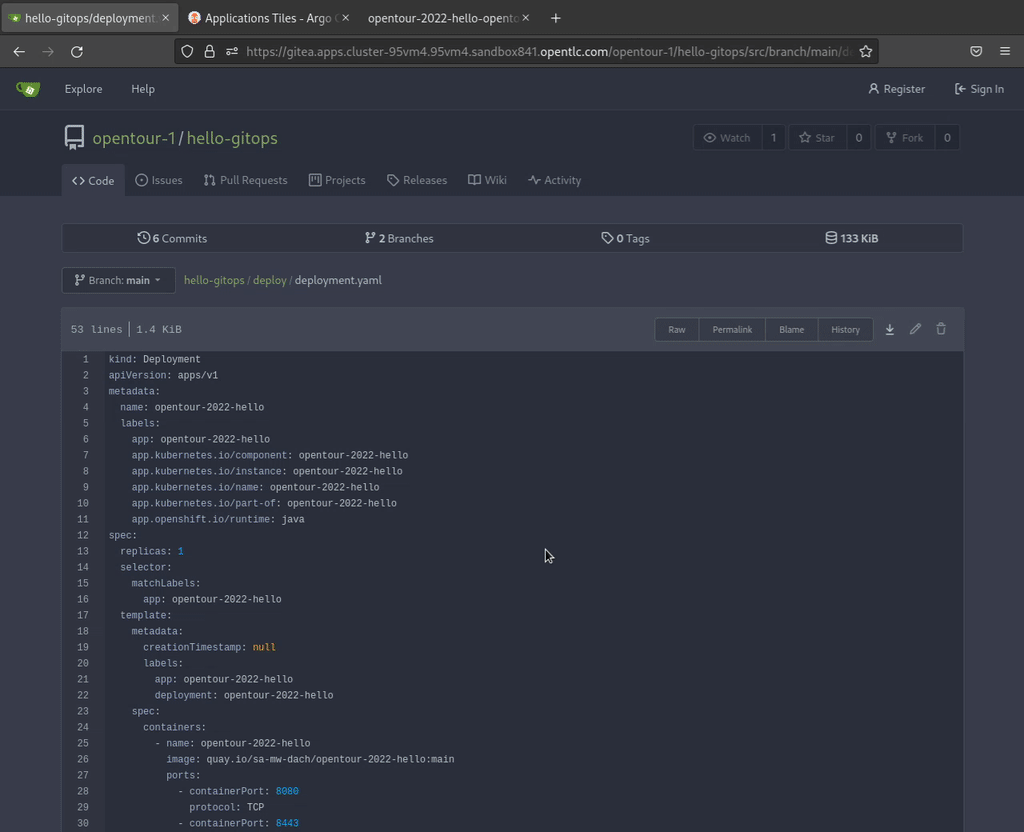 hello-gitops/deployment.
Applications Tiles - Argo C
opentour-2022-hello-opento
https://gitea.apps.cluster-95vm4.95vm4.sandbox841.opentlc.com/opentour-1/hello-gitops/src/branch/main/de
Explore Help Register Sign In
opentour-1/hello-gitops
Watch 1 Star 0 Fork 0
Code Issues Pull Requests Projects Releases Wiki Activity
6 Commits 2 Branches 0 Tags 133 KiB
Branch: main hello-gitops / deploy / deployment.yaml
53 lines | 1.4 KiB Raw Permalink Blame History
1 kind: Deployment
2 apiVersion: apps/v1
3 metadata:
4   name: opentour-2022-hello
5   labels:
6     app: opentour-2022-hello
7     app.kubernetes.io/component: opentour-2022-hello
8     app.kubernetes.io/instance: opentour-2022-hello
9     app.kubernetes.io/name: opentour-2022-hello
10     app.kubernetes.io/part-of: opentour-2022-hello
11     app.openshift.io/runtime: java
12 spec:
13   replicas: 1
14   selector:
15     matchLabels:
16       app: opentour-2022-hello
17   template:
18     metadata:
19       creationTimestamp: null
20       labels:
21         app: opentour-2022-hello
22         deployment: opentour-2022-hello
23     spec:
24       containers:
25         - name: opentour-2022-hello
26           image: quay.io/sa-mw-dach/opentour-2022-hello:main
27           ports:
28             - containerPort: 8080
29               protocol: TCP
30             - containerPort: 8443